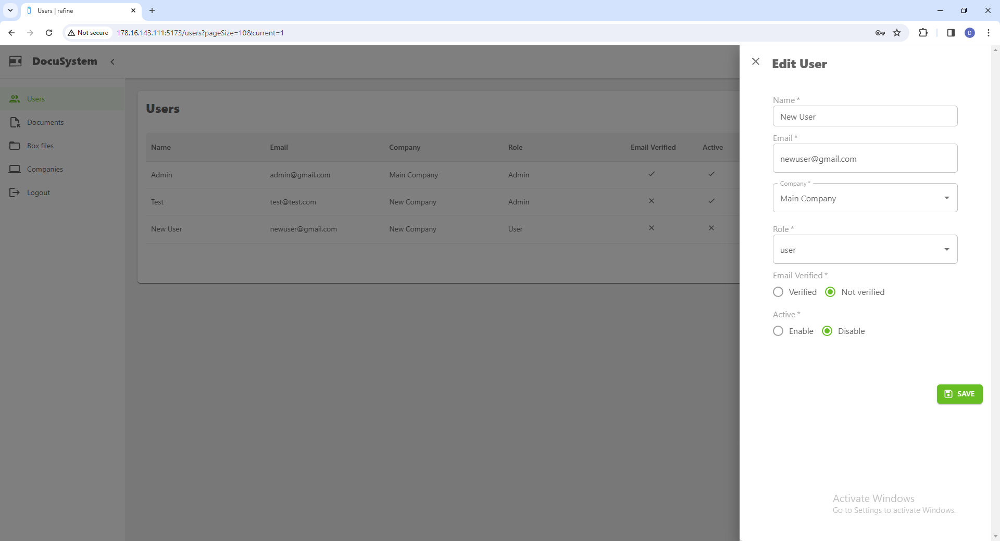 Users | refine
Not secure
178.16.143.111:5173/users?pageSize=10&current=1
D
DocuSystem
Users
Documents
Box files
Companies
Logout
Users
Name Email Company Role Email Verified Active
Admin admin@gmail.com Main Company Admin
Test test@test.com New Company Admin
New User newuser@gmail.com New Company User
Edit User
Name *
New User
Email *
newuser@gmail.com
Company *
Main Company
Role *
user
Email Verified *
Verified Not verified
Active *
Enable Disable
SAVE
Activate Windows
Go to Settings to activate Windows.